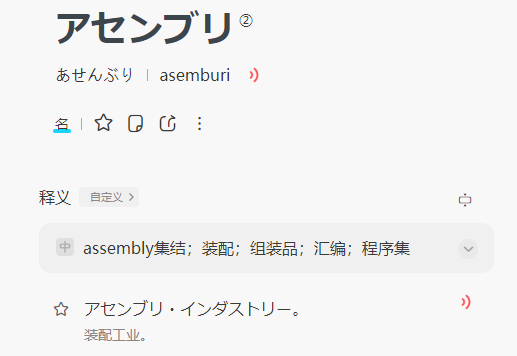 アセンブリ②
あせんぶり | asemburi
名
释义 自定义 >
中 assembly集结；装配；组装品；汇编；程序集
アセンブリ・インダストリー。
装配工业。